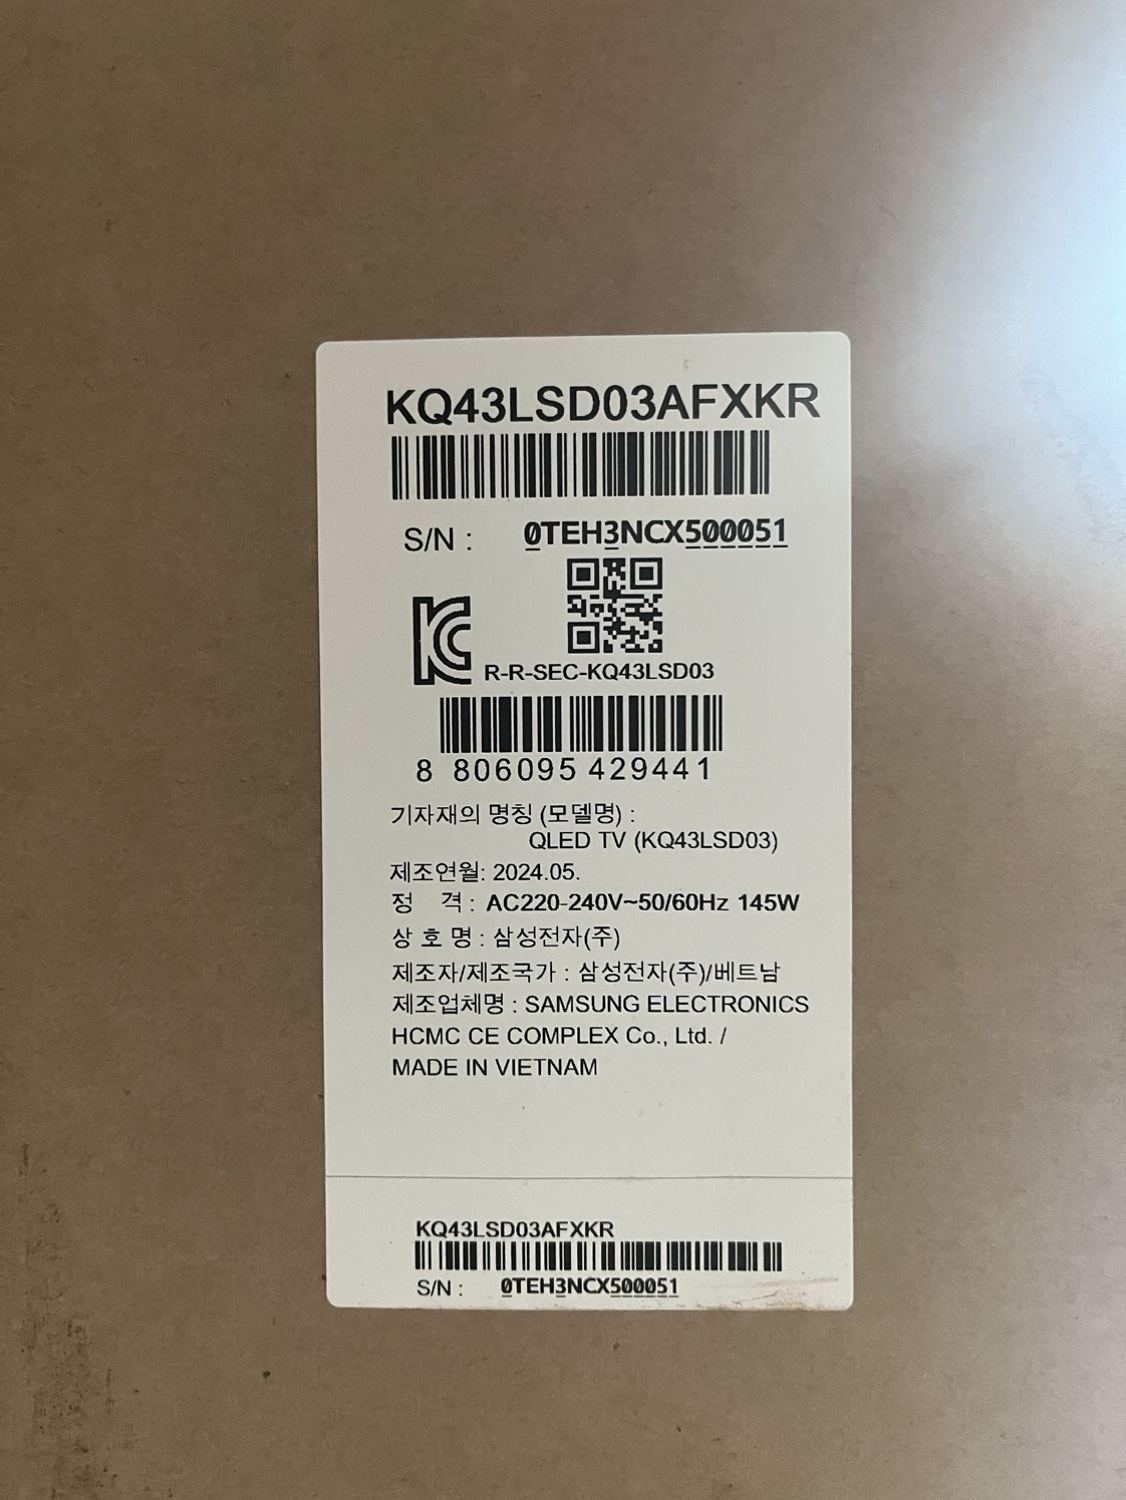 KQ43LSD03AFXKR
S/N : 0TEH3NCX500051
R-R-SEC-KQ43LSD03
8 806095 429441
기자재의 명칭 (모델명) :
QLED TV (KQ43LSD03)
제조연월: 2024.05.
정 격 : AC220-240V~50/60Hz 145W
상 호 명 : 삼성전자(주)
제조자/제조국가 : 삼성전자(주)/베트남
제조업체명 : SAMSUNG ELECTRONICS
HCMC CE COMPLEX Co., Ltd. /
MADE IN VIETNAM
KQ43LSD03AFXKR
S/N : 0TEH3NCX500051